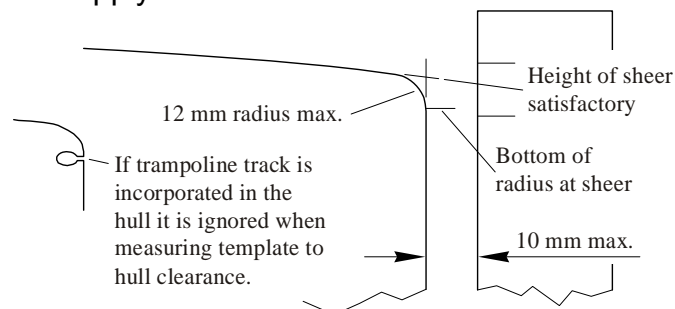 Height of sheer
satisfactory
12 mm radius max.
Bottom of
radius at sheer
If trampoline track is
incorporated in the
hull it is ignored when
measuring template to
hull clearance.
10 mm max.